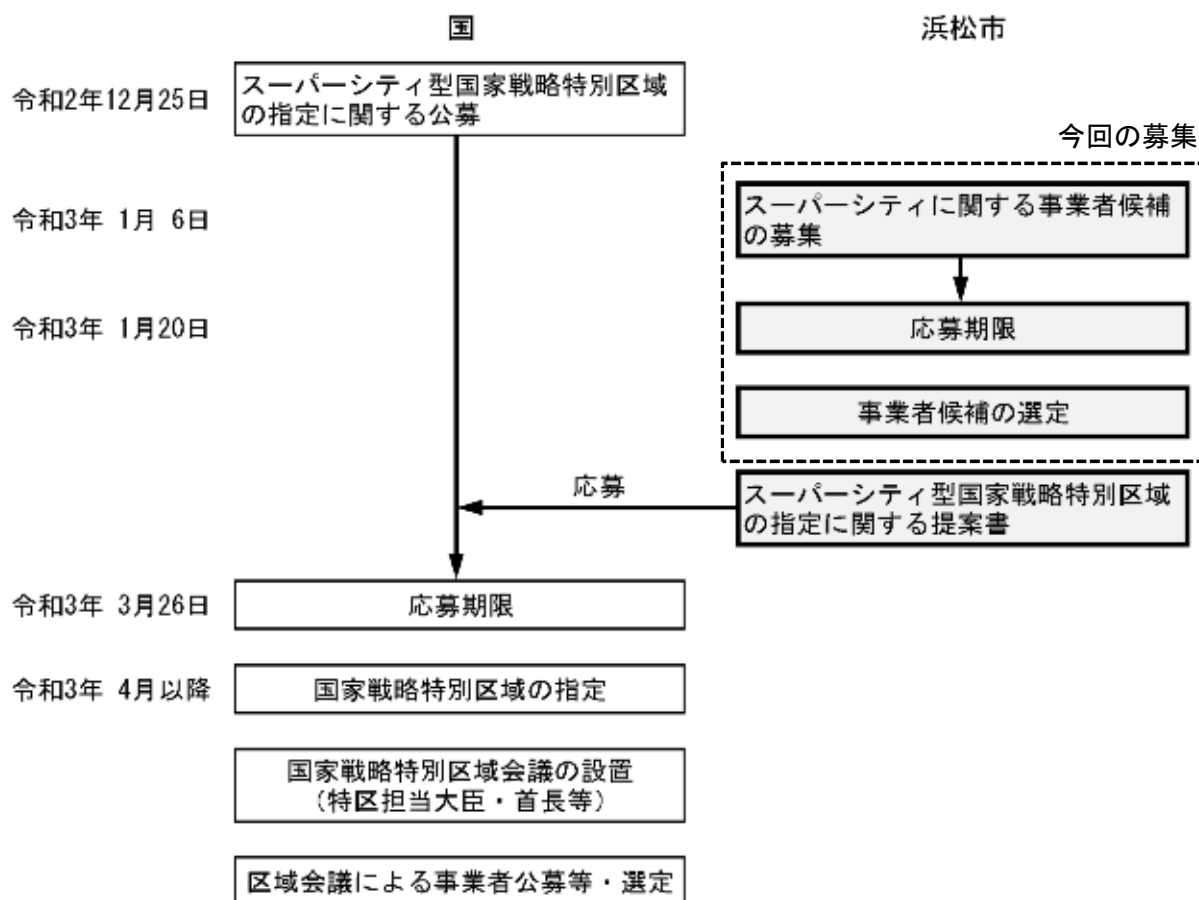 国
浜松市
令和2年12月25日
スーパーシティ型国家戦略特別区域
の指定に関する公募
今回の募集
令和3年 1月 6日
スーパーシティに関する事業者候補
の募集
令和3年 1月20日
応募期限
事業者候補の選定
応募
スーパーシティ型国家戦略特別区域
の指定に関する提案書
令和3年 3月26日
応募期限
令和3年 4月以降
国家戦略特別区域の指定
国家戦略特別区域会議の設置
(特区担当大臣・首長等)
区域会議による事業者公募等・選定